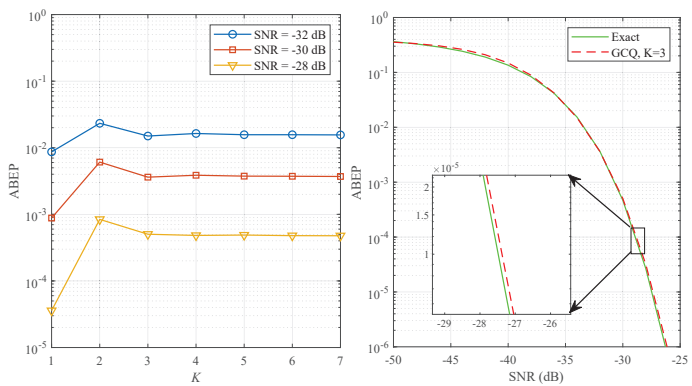 10^0
10^-1
10^-2
10^-3
10^-4
10^-5
ABEP
1 2 3 4 5 6 7
K
SNR = -32 dB
SNR = -30 dB
SNR = -28 dB
10^0
10^-1
10^-2
10^-3
10^-4
10^-5
10^-6
ABEP
-50 -45 -40 -35 -30 -25
SNR (dB)
Exact
GCQ, K=3
×10^-5
2
1.5
1
-29 -28 -27 -26